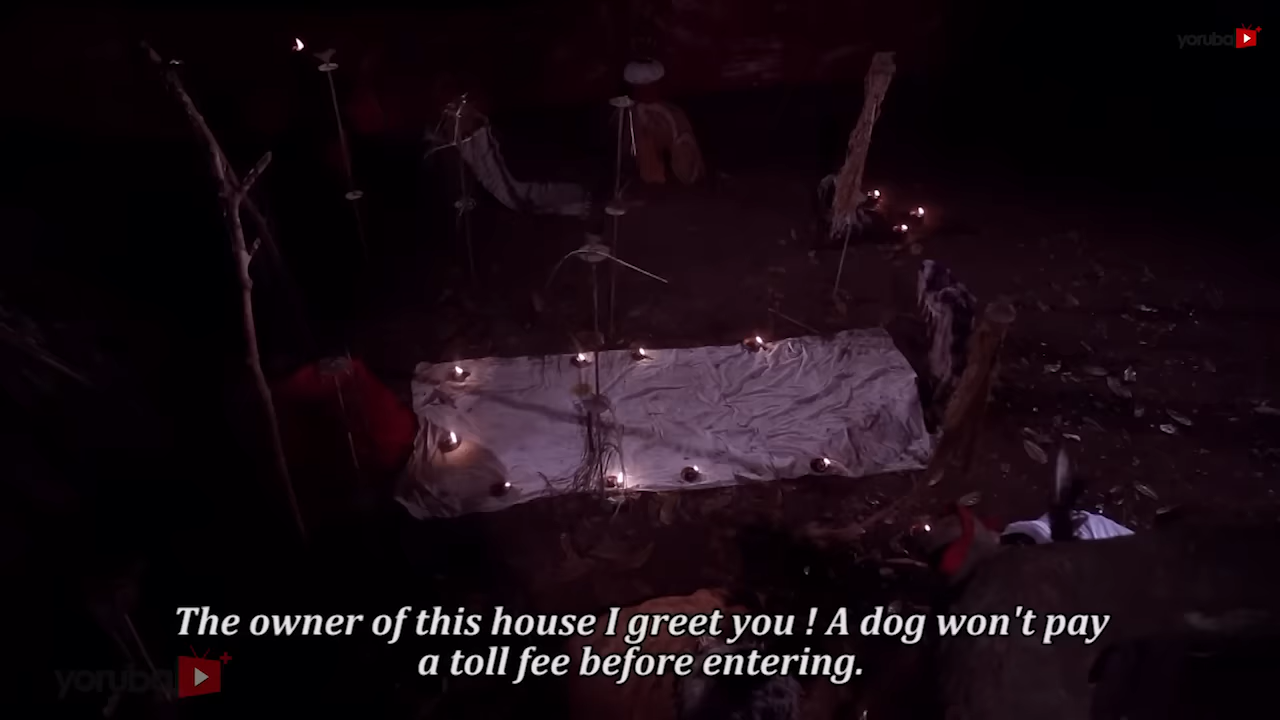 yoruba+
The owner of this house I greet you ! A dog won't pay
a toll fee before entering.
yoruba+